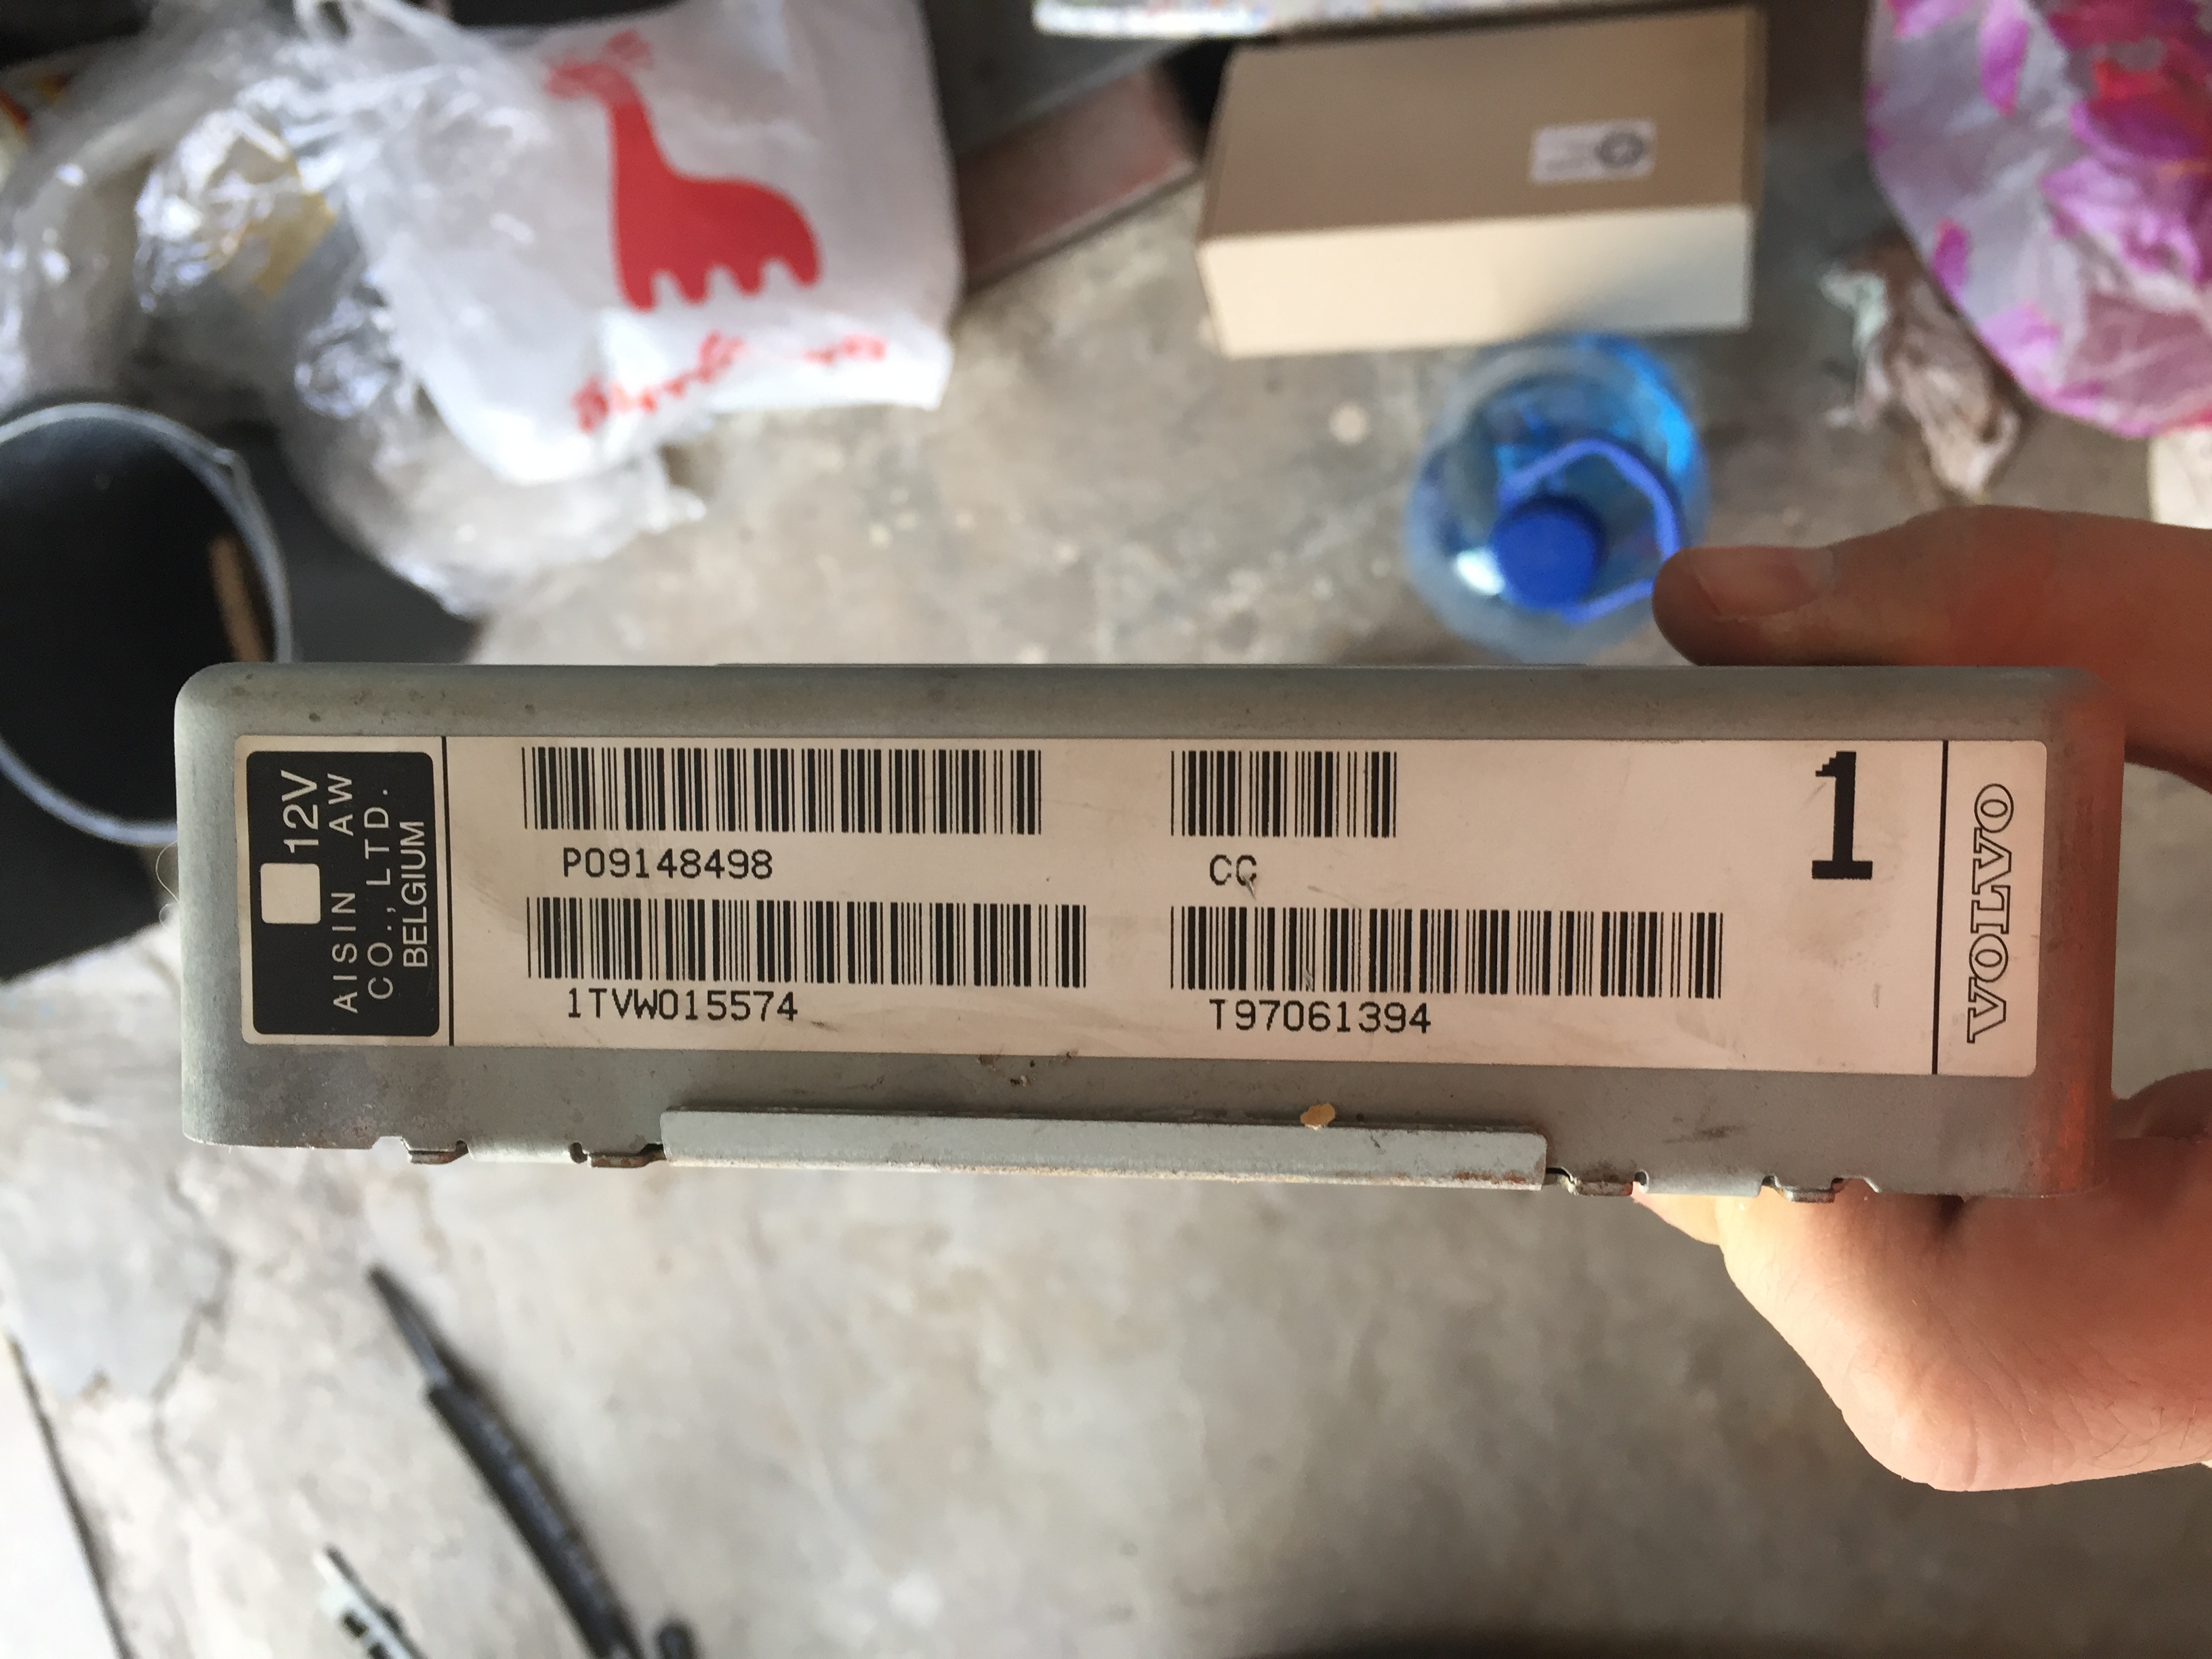 12V
AISIN AW
CO.,LTD.
BELGIUM
P09148498
CC
1
1TVW015574
T97061394
VOLVO